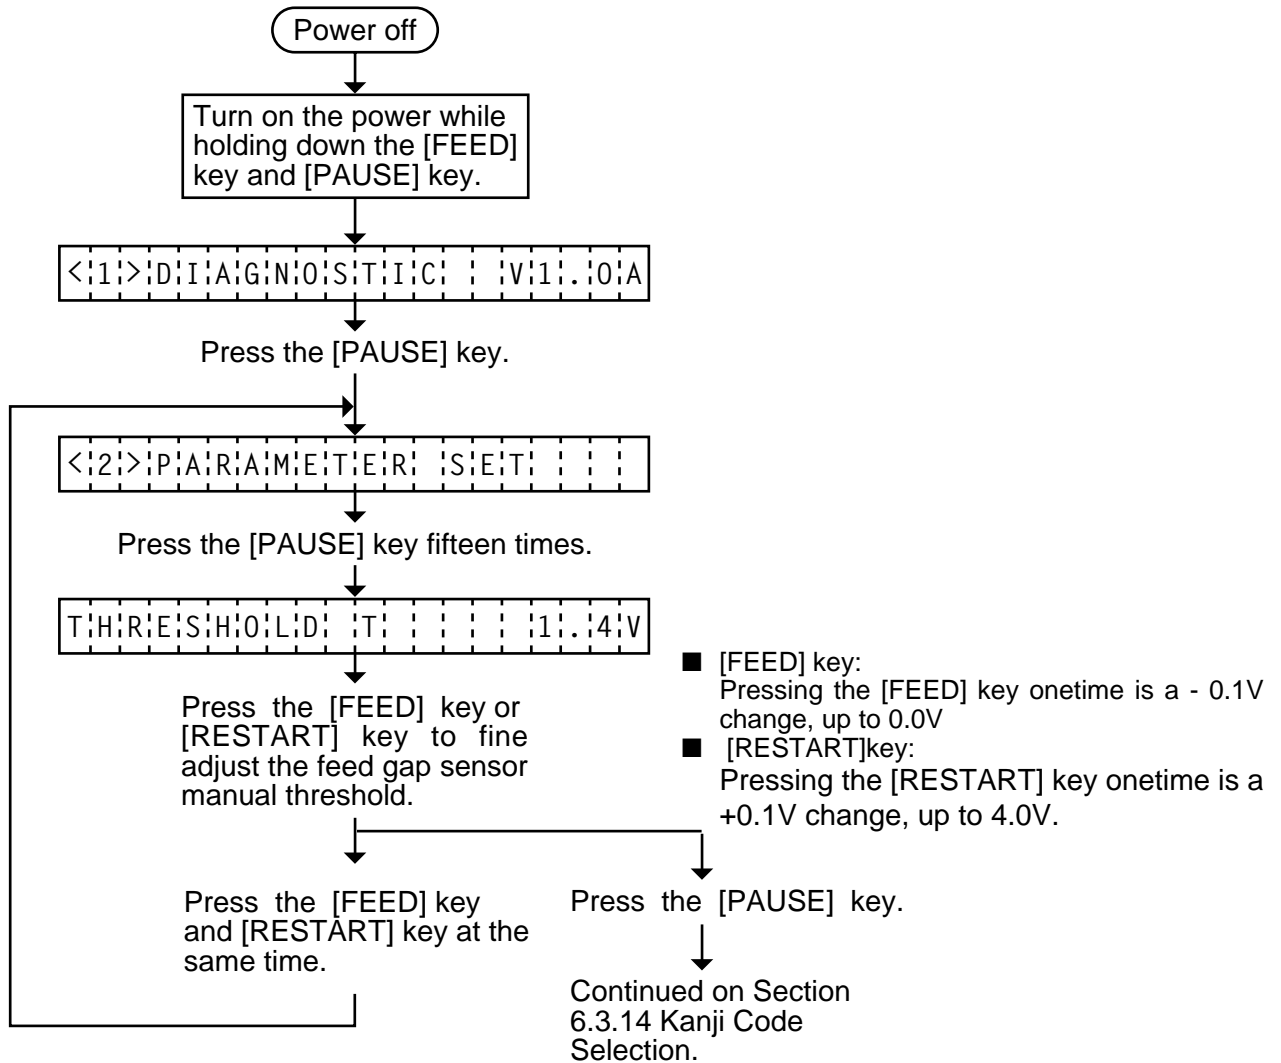 Power off
Turn on the power while
holding down the [FEED]
key and [PAUSE] key.
<1>DIAGNOSTIC  V1.0A
Press the [PAUSE] key.
<2>PARAMETER SET
Press the [PAUSE] key fifteen times.
THRESHOLD T    1.4V
Press the [FEED] key or
[RESTART] key to fine
adjust the feed gap sensor
manual threshold.
■ [FEED] key:
Pressing the [FEED] key onetime is a - 0.1V
change, up to 0.0V
■ [RESTART]key:
Pressing the [RESTART] key onetime is a
+0.1V change, up to 4.0V.
Press the [FEED] key
and [RESTART] key at the
same time.
Press the [PAUSE] key.
Continued on Section
6.3.14 Kanji Code
Selection.